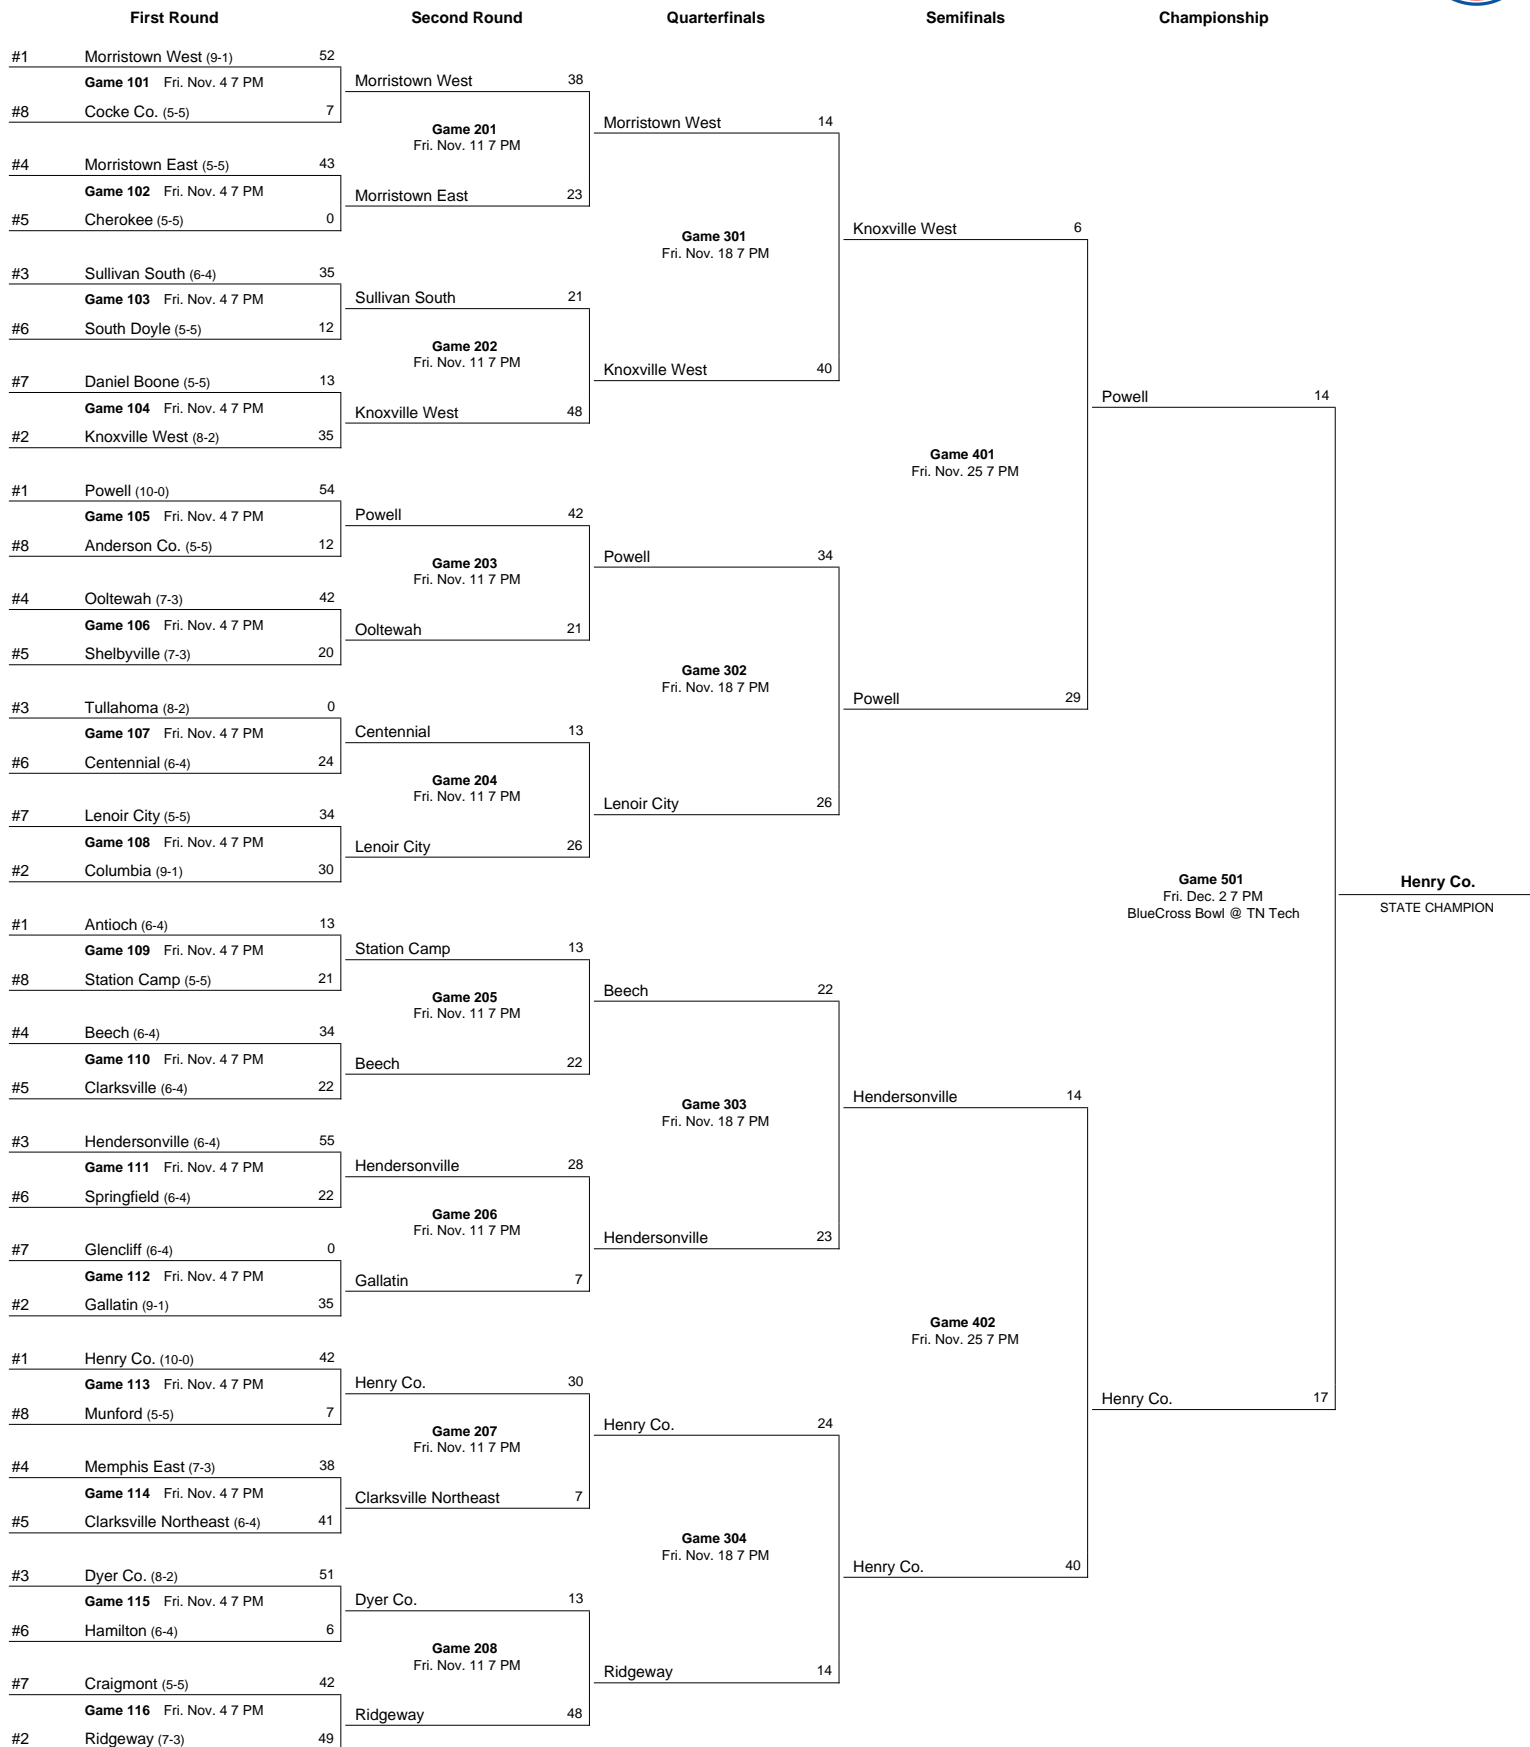 First Round Second Round Quarterfinals Semifinals Championship
#1 Morristown West (9-1) 52
Game 101 Fri. Nov. 4 7 PM
#8 Cocke Co. (5-5) 7
#4 Morristown East (5-5) 43
Game 102 Fri. Nov. 4 7 PM
#5 Cherokee (5-5) 0
#3 Sullivan South (6-4) 35
Game 103 Fri. Nov. 4 7 PM
#6 South Doyle (5-5) 12
#7 Daniel Boone (5-5) 13
Game 104 Fri. Nov. 4 7 PM
#2 Knoxville West (8-2) 35
#1 Powell (10-0) 54
Game 105 Fri. Nov. 4 7 PM
#8 Anderson Co. (5-5) 12
#4 Ooltewah (7-3) 42
Game 106 Fri. Nov. 4 7 PM
#5 Shelbyville (7-3) 20
#3 Tullahoma (8-2) 0
Game 107 Fri. Nov. 4 7 PM
#6 Centennial (6-4) 24
#7 Lenoir City (5-5) 34
Game 108 Fri. Nov. 4 7 PM
#2 Columbia (9-1) 30
#1 Antioch (6-4) 13
Game 109 Fri. Nov. 4 7 PM
#8 Station Camp (5-5) 21
#4 Beech (6-4) 34
Game 110 Fri. Nov. 4 7 PM
#5 Clarksville (6-4) 22
#3 Hendersonville (6-4) 55
Game 111 Fri. Nov. 4 7 PM
#6 Springfield (6-4) 22
#7 Glencliff (6-4) 0
Game 112 Fri. Nov. 4 7 PM
#2 Gallatin (9-1) 35
#1 Henry Co. (10-0) 42
Game 113 Fri. Nov. 4 7 PM
#8 Munford (5-5) 7
#4 Memphis East (7-3) 38
Game 114 Fri. Nov. 4 7 PM
#5 Clarksville Northeast (6-4) 41
#3 Dyer Co. (8-2) 51
Game 115 Fri. Nov. 4 7 PM
#6 Hamilton (6-4) 6
#7 Craigmont (5-5) 42
Game 116 Fri. Nov. 4 7 PM
#2 Ridgeway (7-3) 49
Morristown West 38
Game 201
Fri. Nov. 11 7 PM
Morristown East 23
Sullivan South 21
Game 202
Fri. Nov. 11 7 PM
Knoxville West 48
Powell 42
Game 203
Fri. Nov. 11 7 PM
Ooltewah 21
Centennial 13
Game 204
Fri. Nov. 11 7 PM
Lenoir City 26
Station Camp 13
Game 205
Fri. Nov. 11 7 PM
Beech 22
Hendersonville 28
Game 206
Fri. Nov. 11 7 PM
Gallatin 7
Henry Co. 30
Game 207
Fri. Nov. 11 7 PM
Clarksville Northeast 7
Dyer Co. 13
Game 208
Fri. Nov. 11 7 PM
Ridgeway 48
Morristown West 14
Game 301
Fri. Nov. 18 7 PM
Knoxville West 40
Powell 34
Game 302
Fri. Nov. 18 7 PM
Lenoir City 26
Beech 22
Game 303
Fri. Nov. 18 7 PM
Hendersonville 23
Henry Co. 24
Game 304
Fri. Nov. 18 7 PM
Ridgeway 14
Knoxville West 6
Game 401
Fri. Nov. 25 7 PM
Powell 29
Hendersonville 14
Game 402
Fri. Nov. 25 7 PM
Henry Co. 40
Powell 14
Game 501
Fri. Dec. 2 7 PM
BlueCross Bowl @ TN Tech
Henry Co. 17
Henry Co.
STATE CHAMPION